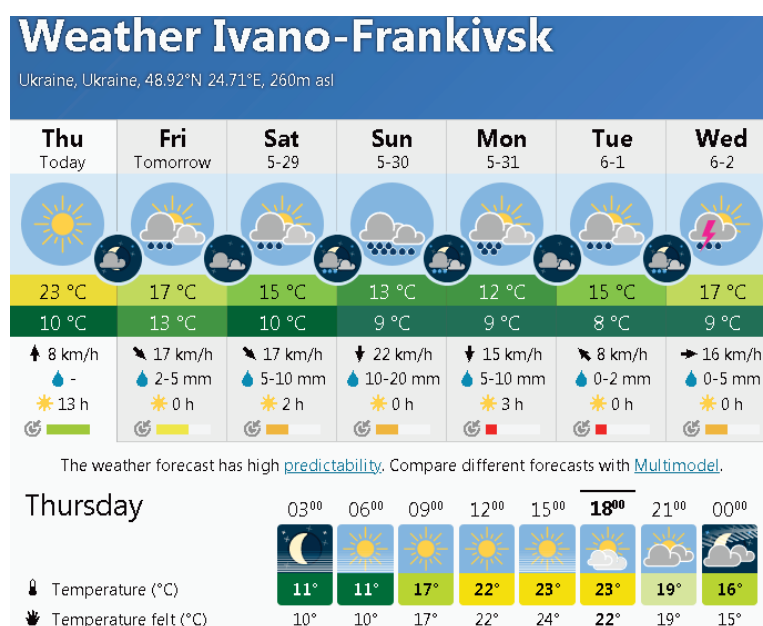 Weather Ivano-Frankivsk
Ukraine, Ukraine, 48.92°N 24.71°E, 260m asl
Thu Fri Sat Sun Mon Tue Wed
Today Tomorrow 5-29 5-30 5-31 6-1 6-2
23 °C 17 °C 15 °C 13 °C 12 °C 15 °C 17 °C
10 °C 13 °C 10 °C 9 °C 9 °C 8 °C 9 °C
8 km/h 17 km/h 17 km/h 22 km/h 15 km/h 8 km/h 16 km/h
- 2-5 mm 5-10 mm 10-20 mm 5-10 mm 0-2 mm 0-5 mm
13 h 0 h 2 h 0 h 3 h 0 h 0 h
The weather forecast has high predictability. Compare different forecasts with Multimodel.
Thursday 03⁰⁰ 06⁰⁰ 09⁰⁰ 12⁰⁰ 15⁰⁰ 18⁰⁰ 21⁰⁰ 00⁰⁰
Temperature (°C) 11° 11° 17° 22° 23° 23° 19° 16°
Temperature felt (°C) 10° 10° 17° 22° 24° 22° 19° 15°